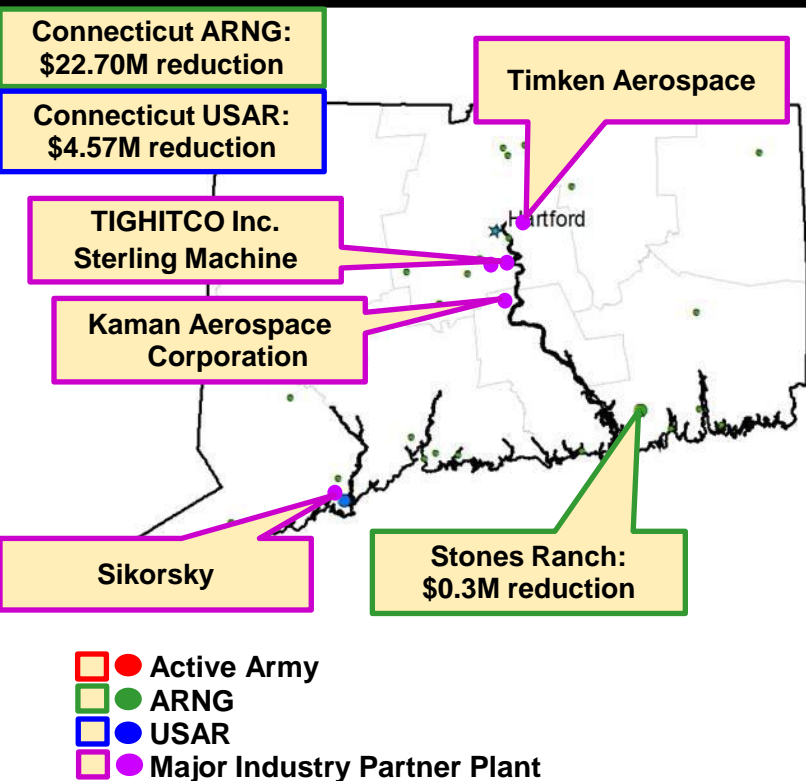 Connecticut ARNG:
$22.70M reduction
Connecticut USAR:
$4.57M reduction
Timken Aerospace
Hartford
TIGHITCO Inc.
Sterling Machine
Kaman Aerospace
Corporation
Sikorsky
Stones Ranch:
$0.3M reduction
Active Army
ARNG
USAR
Major Industry Partner Plant